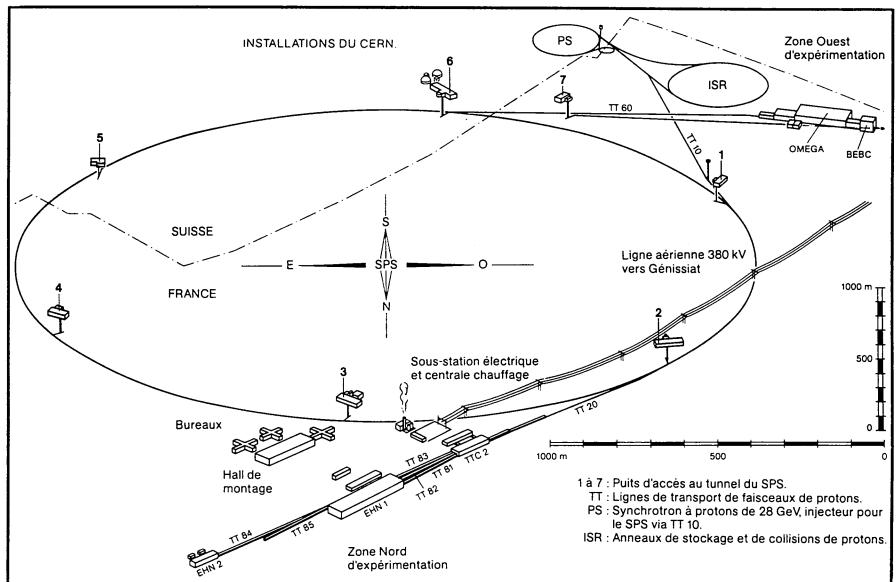 INSTALLATIONS DU CERN.
PS
ISR
Zone Ouest
d'expérimentation
6
7
TT 60
OMEGA
BEBC
TT 10
1
5
SUISSE
S
E
SPS
O
N
FRANCE
Ligne aérienne 380 kV
vers Génissiat
4
2
1000 m
500
0
3
Sous-station électrique
et centrale chauffage
TT 20
Bureaux
Hall de
montage
TT 83
TT 81
TT 82
TTC 2
EHN 1
TT 85
TT 84
EHN 2
Zone Nord
d'expérimentation
1000 m
500
0
1 à 7 : Puits d'accès au tunnel du SPS.
TT : Lignes de transport de faisceaux de protons.
PS : Synchrotron à protons de 28 GeV, injecteur pour
le SPS via TT 10.
ISR : Anneaux de stockage et de collisions de protons.